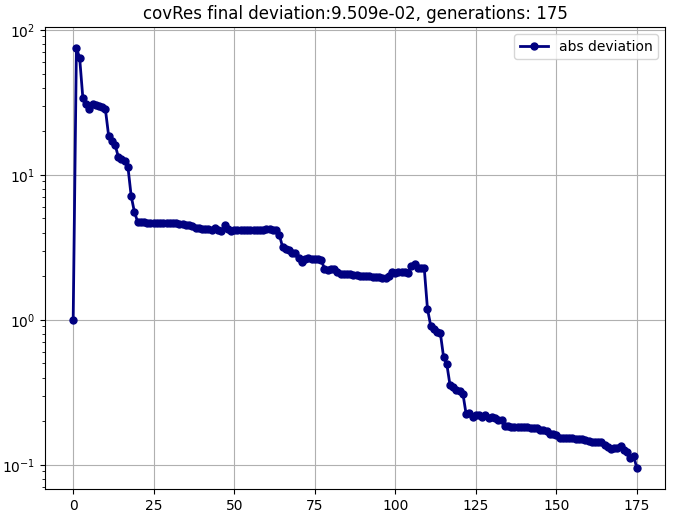 covRes final deviation:9.509e-02, generations: 175
abs deviation
10²
10¹
10⁰
10⁻¹
0 25 50 75 100 125 150 175